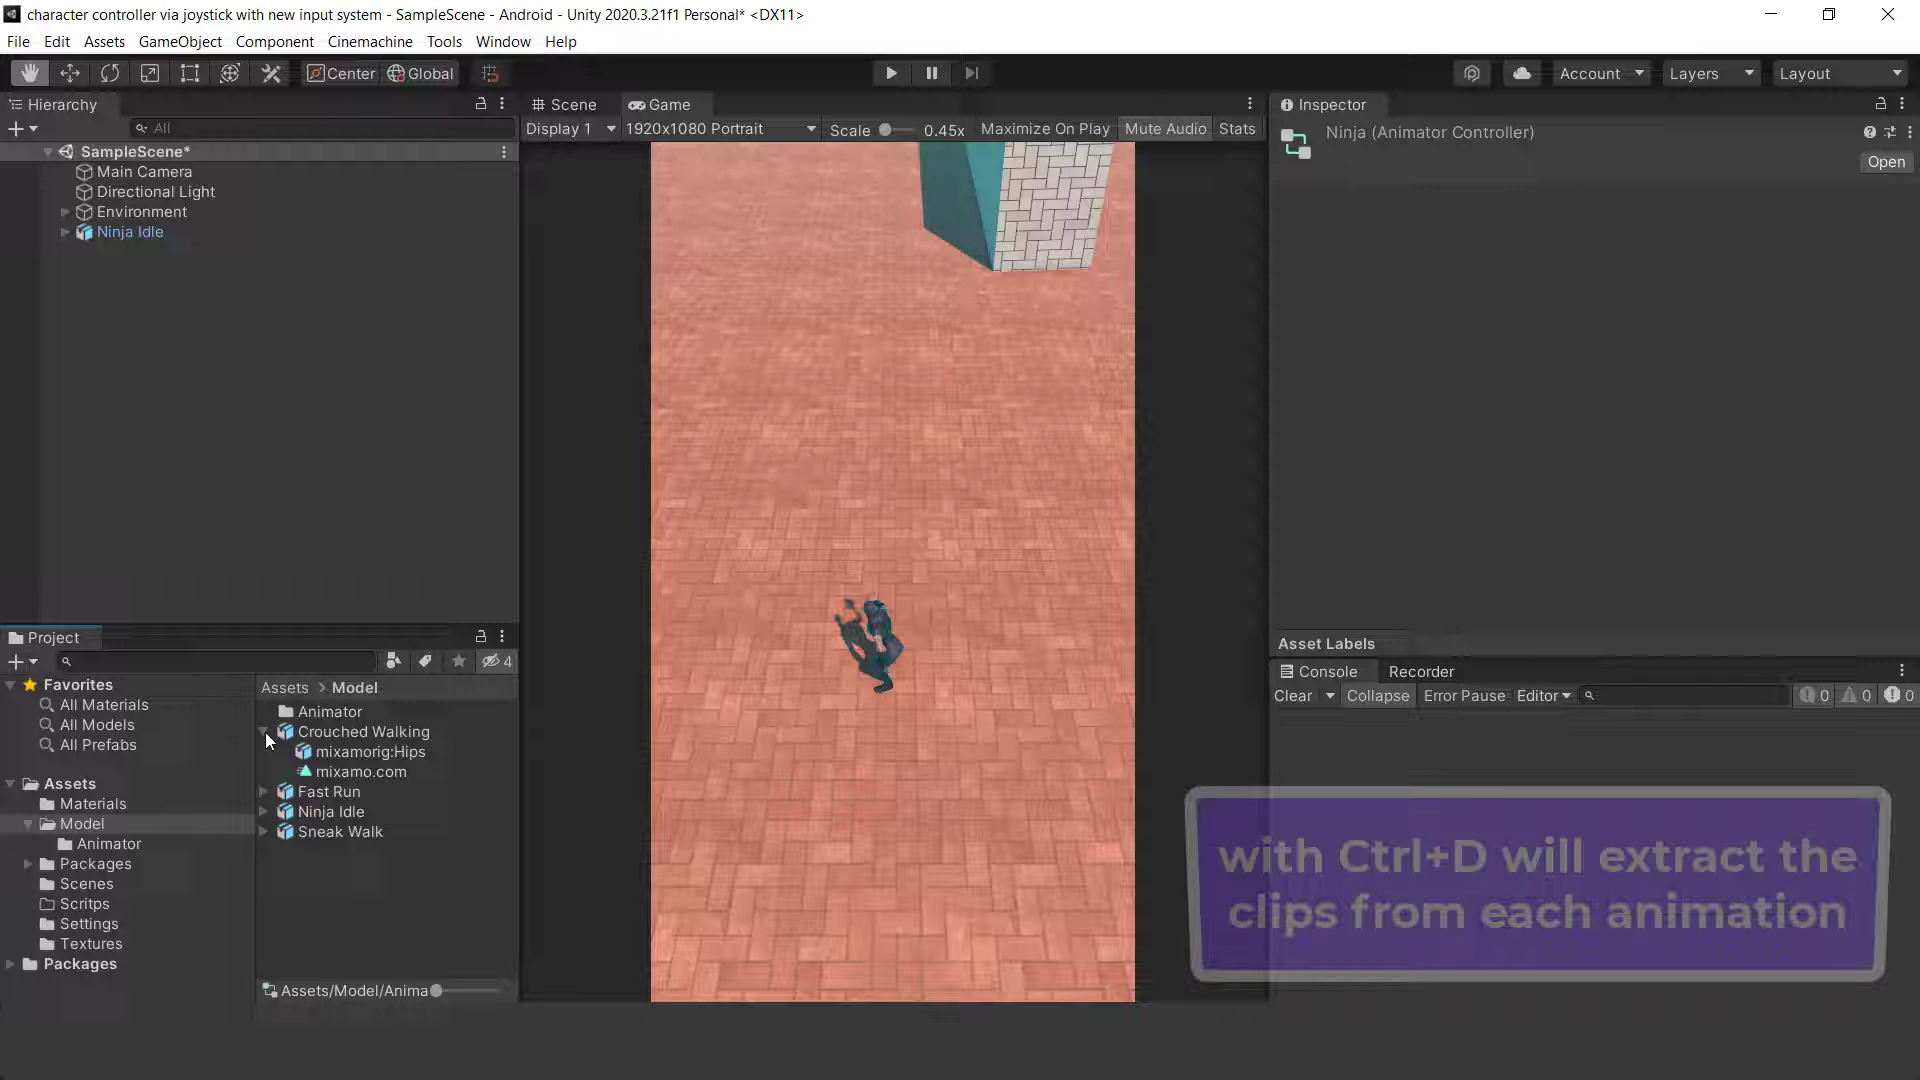 character controller via joystick with new input system - SampleScene - Android - Unity 2020.3.21f1 Personal* <DX11>
File Edit Assets GameObject Component Cinemachine Tools Window Help
Center Global Account Layers Layout
Hierarchy
All
SampleScene*
Main Camera
Directional Light
Environment
Ninja Idle
Scene Game
Display 1 1920x1080 Portrait Scale 0.45x Maximize On Play Mute Audio Stats
Inspector
Ninja (Animator Controller)
Open
Asset Labels
Console Recorder
Clear Collapse Error Pause Editor 0 0 0
Project
4
Favorites
All Materials
All Models
All Prefabs
Assets
Materials
Model
Animator
Packages
Scenes
Scritps
Settings
Textures
Packages
Assets > Model
Animator
Crouched Walking
mixamorig:Hips
mixamo.com
Fast Run
Ninja Idle
Sneak Walk
Assets/Model/Anima
with Ctrl+D will extract the
clips from each animation